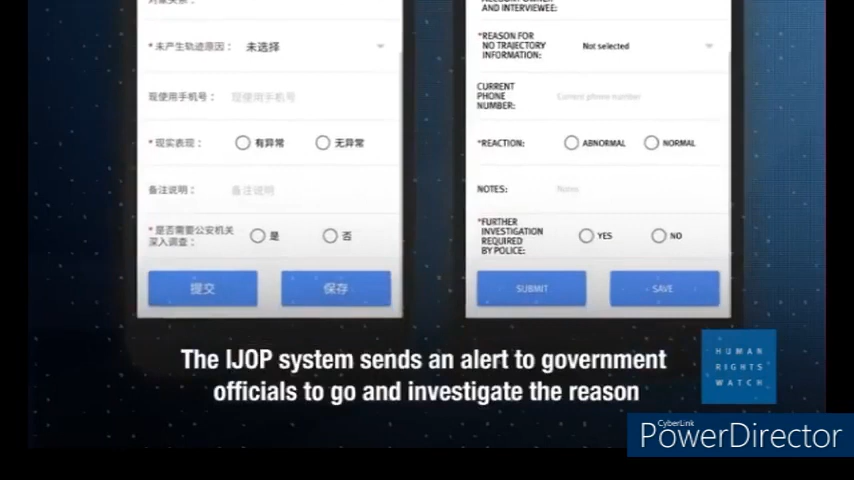 *未产生轨迹原因： 未选择
现使用手机号： 现使用手机号
*现实表现： 有异常 无异常
备注说明： 备注说明
*是否需要公安机关
深入调查： 是 否
提交 保存
AND INTERVIEWEE:
*REASON FOR
NO TRAJECTORY
INFORMATION:
Not selected
CURRENT
PHONE
NUMBER:
Current phone number
*REACTION: ABNORMAL NORMAL
NOTES: Notes
*FURTHER
INVESTIGATION
REQUIRED
BY POLICE:
YES NO
SUBMIT SAVE
The IJOP system sends an alert to government
officials to go and investigate the reason
HUMAN
RIGHTS
WATCH
CyberLink
PowerDirector